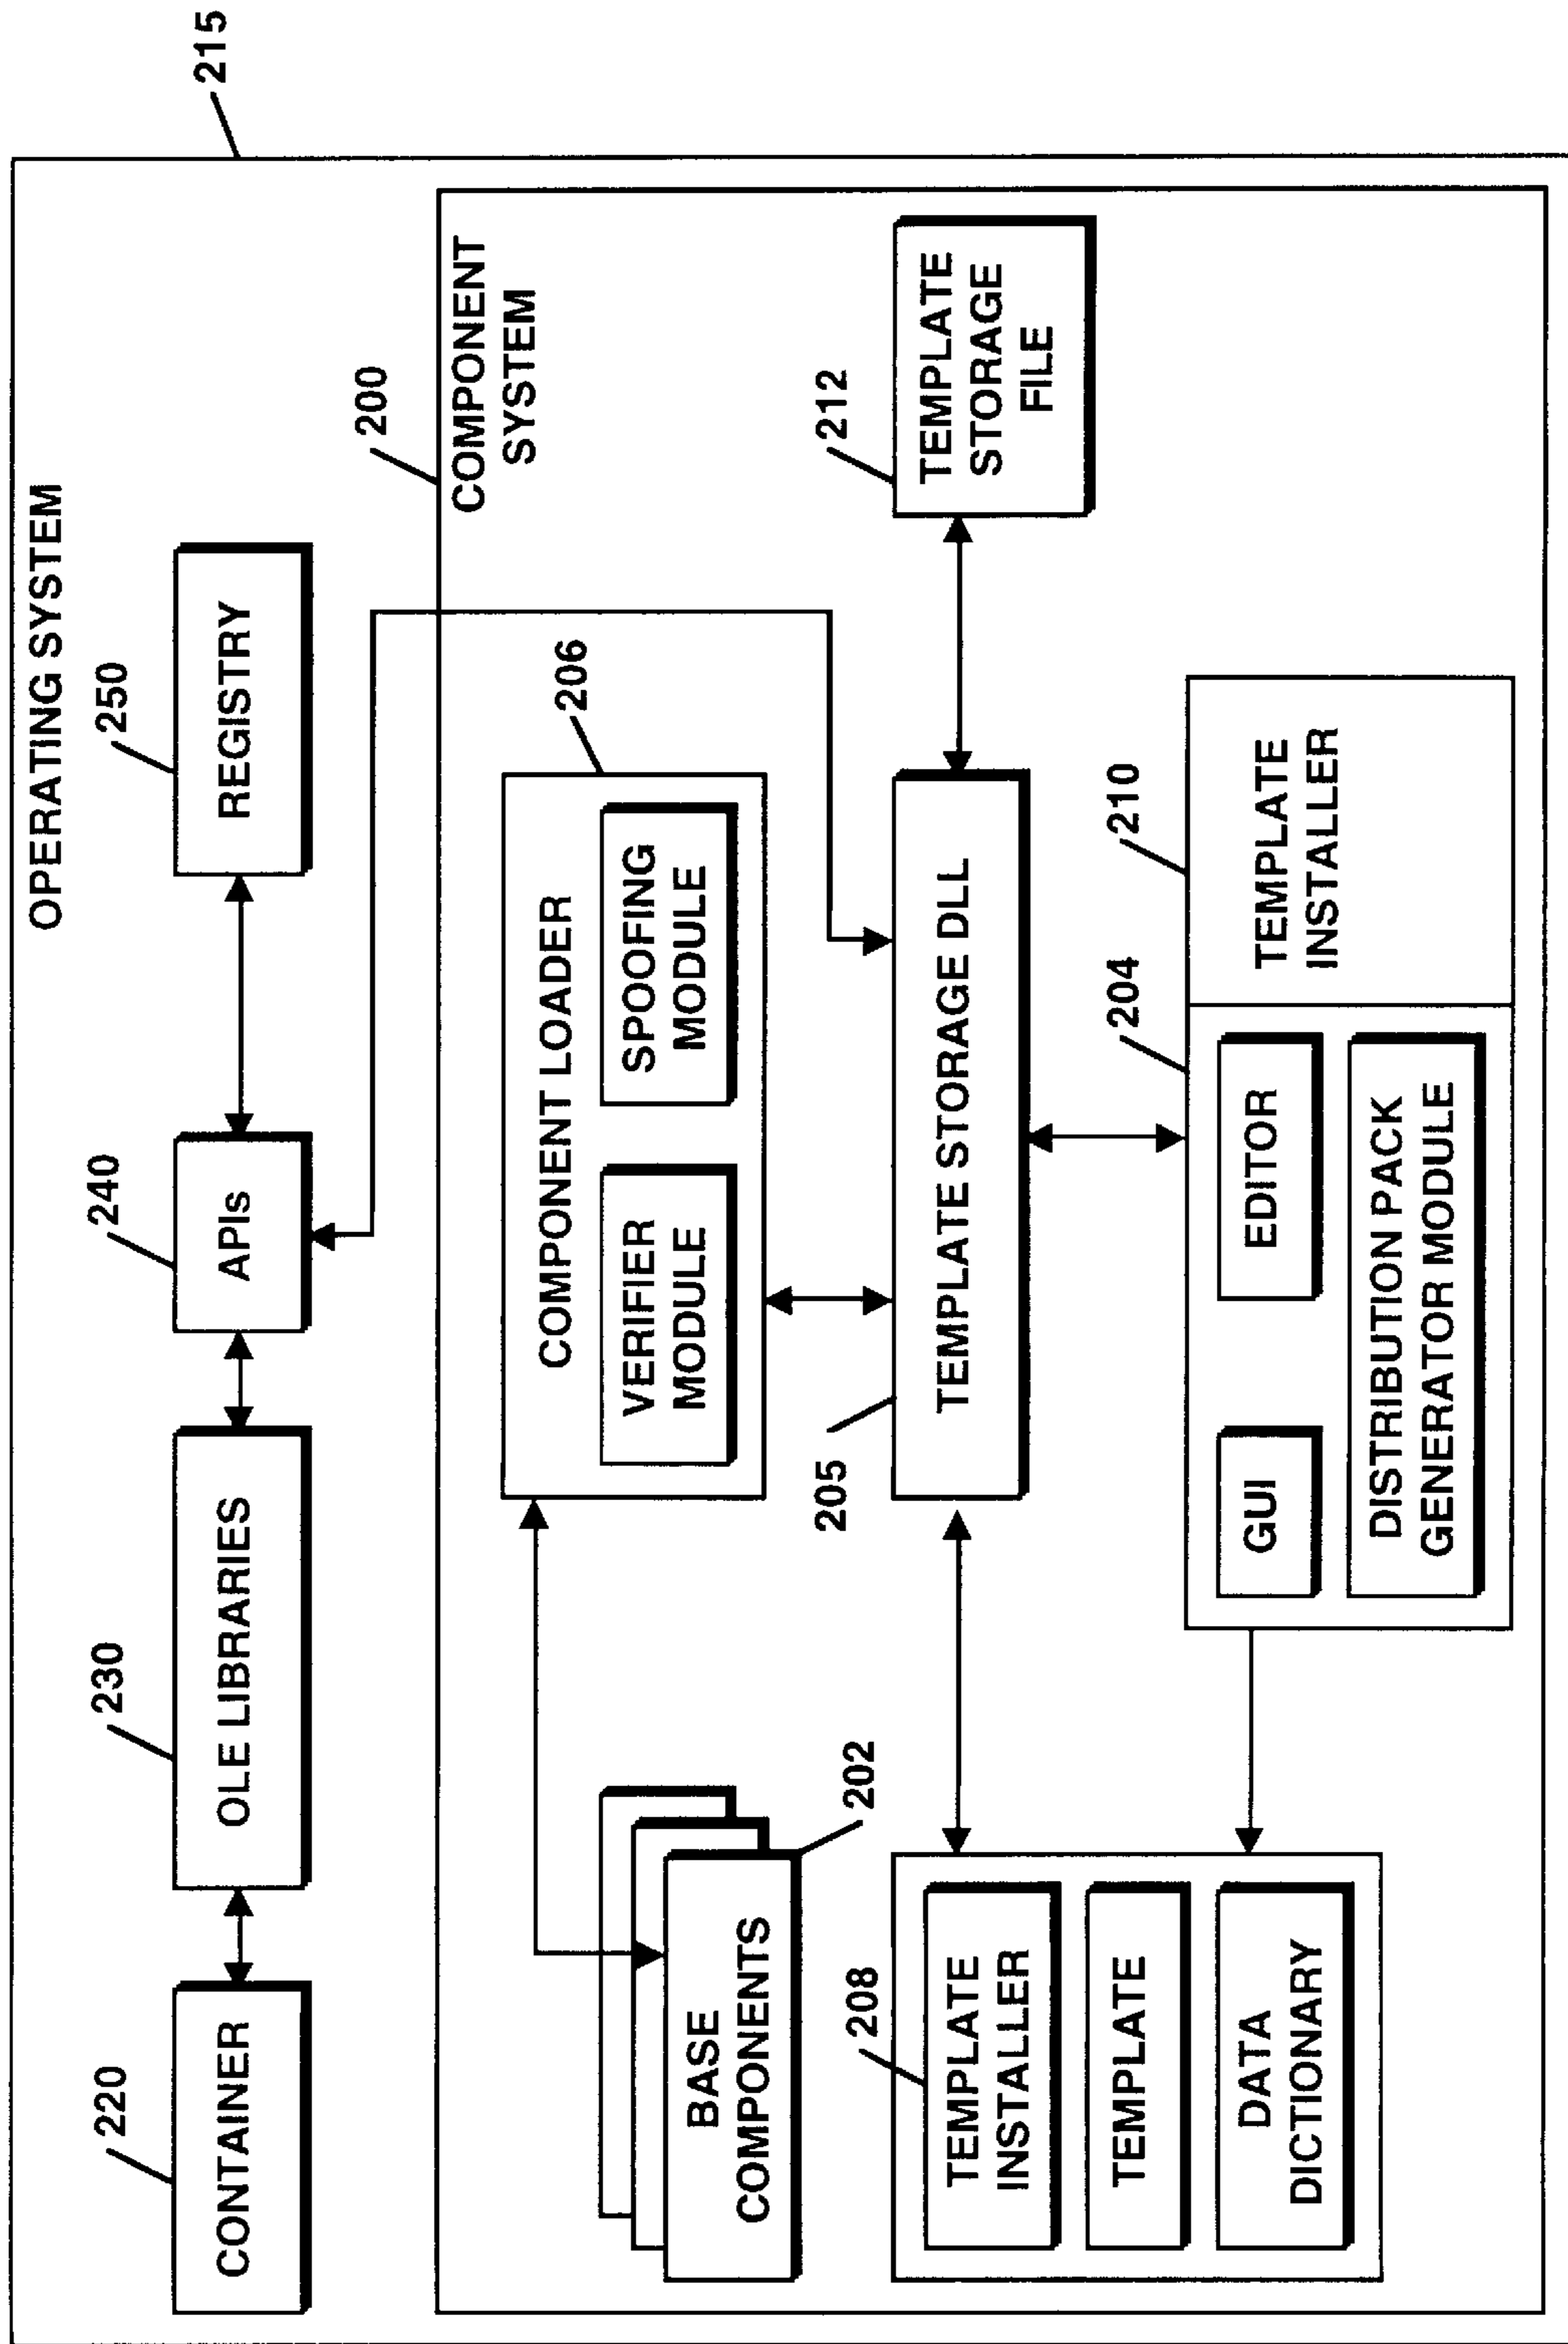 OPERATING SYSTEM
215
220
CONTAINER
230
OLE LIBRARIES
240
APIs
250
REGISTRY
200
COMPONENT
SYSTEM
206
COMPONENT LOADER
VERIFIER
MODULE
SPOOFING
MODULE
202
BASE
COMPONENTS
205
TEMPLATE STORAGE DLL
212
TEMPLATE
STORAGE
FILE
208
TEMPLATE
INSTALLER
TEMPLATE
DATA
DICTIONARY
204
GUI
EDITOR
DISTRIBUTION PACK
GENERATOR MODULE
210
TEMPLATE
INSTALLER